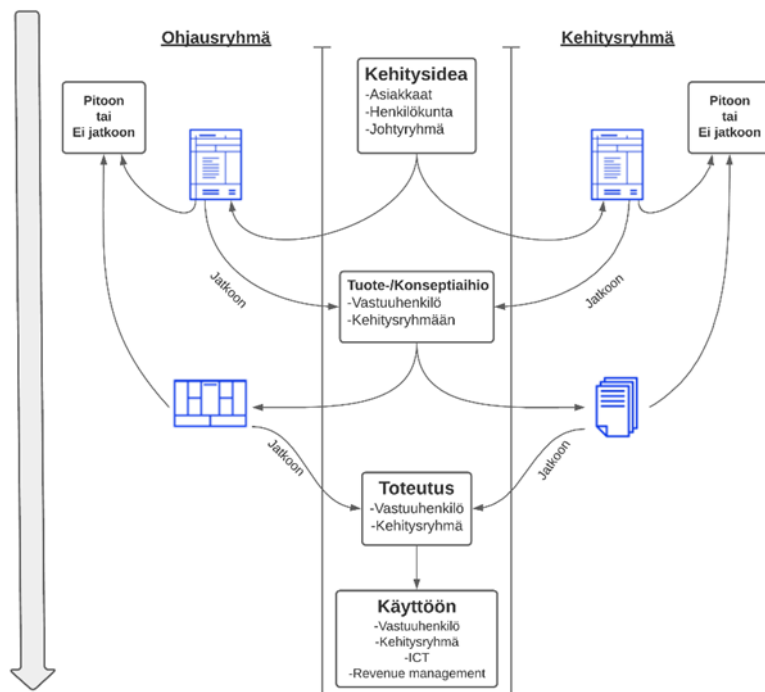 Ohjausryhmä
Kehitysryhmä
Kehitysidea
-Asiakkaat
-Henkilökunta
-Johtyryhmä
Pitoon
tai
Ei jatkoon
Pitoon
tai
Ei jatkoon
Jatkoon
Jatkoon
Tuote-/Konseptiaihio
-Vastuuhenkilö
-Kehitysryhmään
Jatkoon
Jatkoon
Toteutus
-Vastuuhenkilö
-Kehitysryhmä
Käyttöön
-Vastuuhenkilö
-Kehitysryhmä
-ICT
-Revenue management